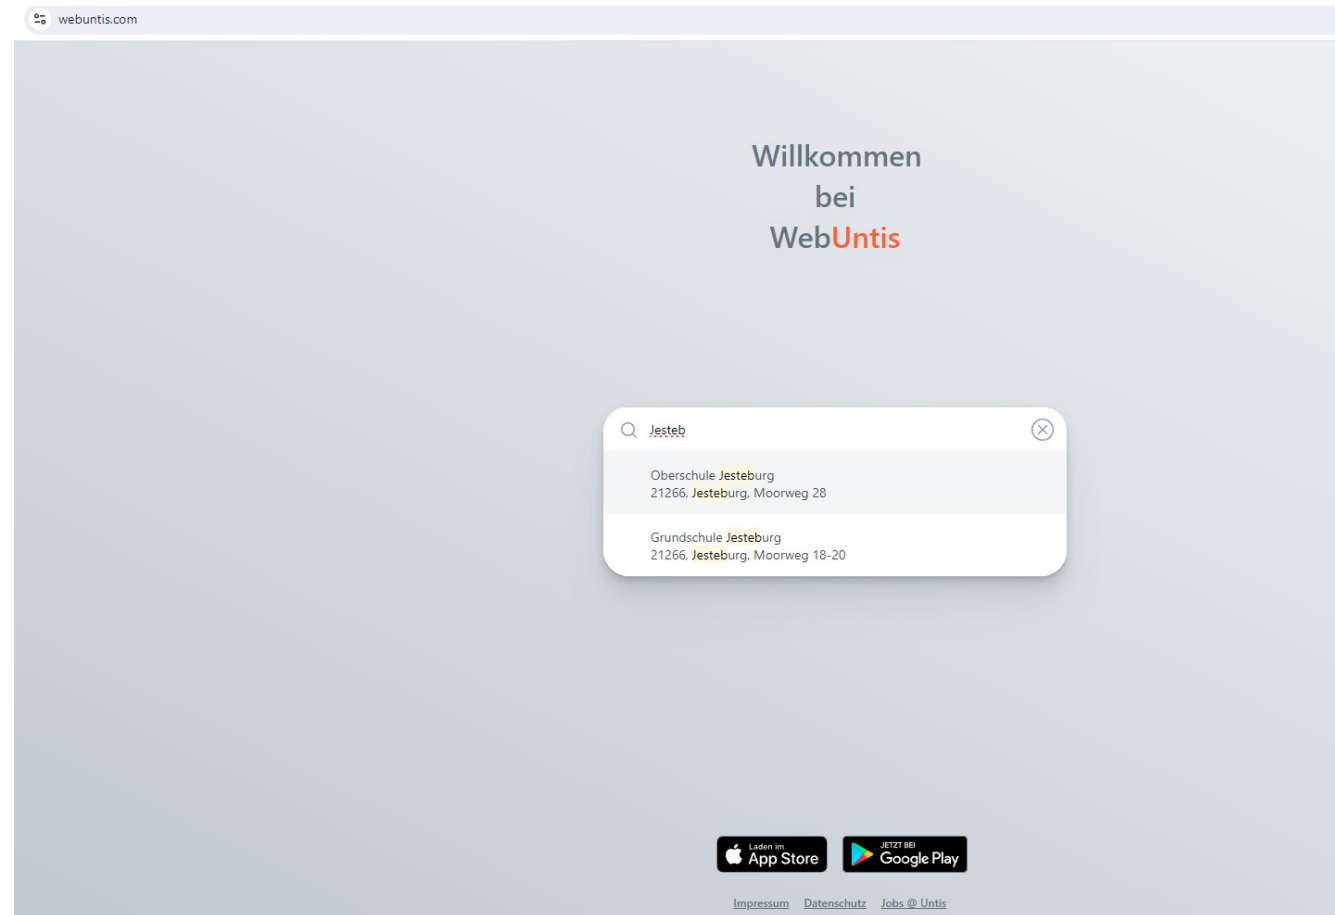 webuntis.com
Willkommen
bei
WebUntis
Jesteb
Oberschule Jesteburg
21266, Jesteburg, Moorweg 28
Grundschule Jesteburg
21266, Jesteburg, Moorweg 18-20
Laden im
App Store
JETZT BEI
Google Play
Impressum Datenschutz Jobs @ Untis